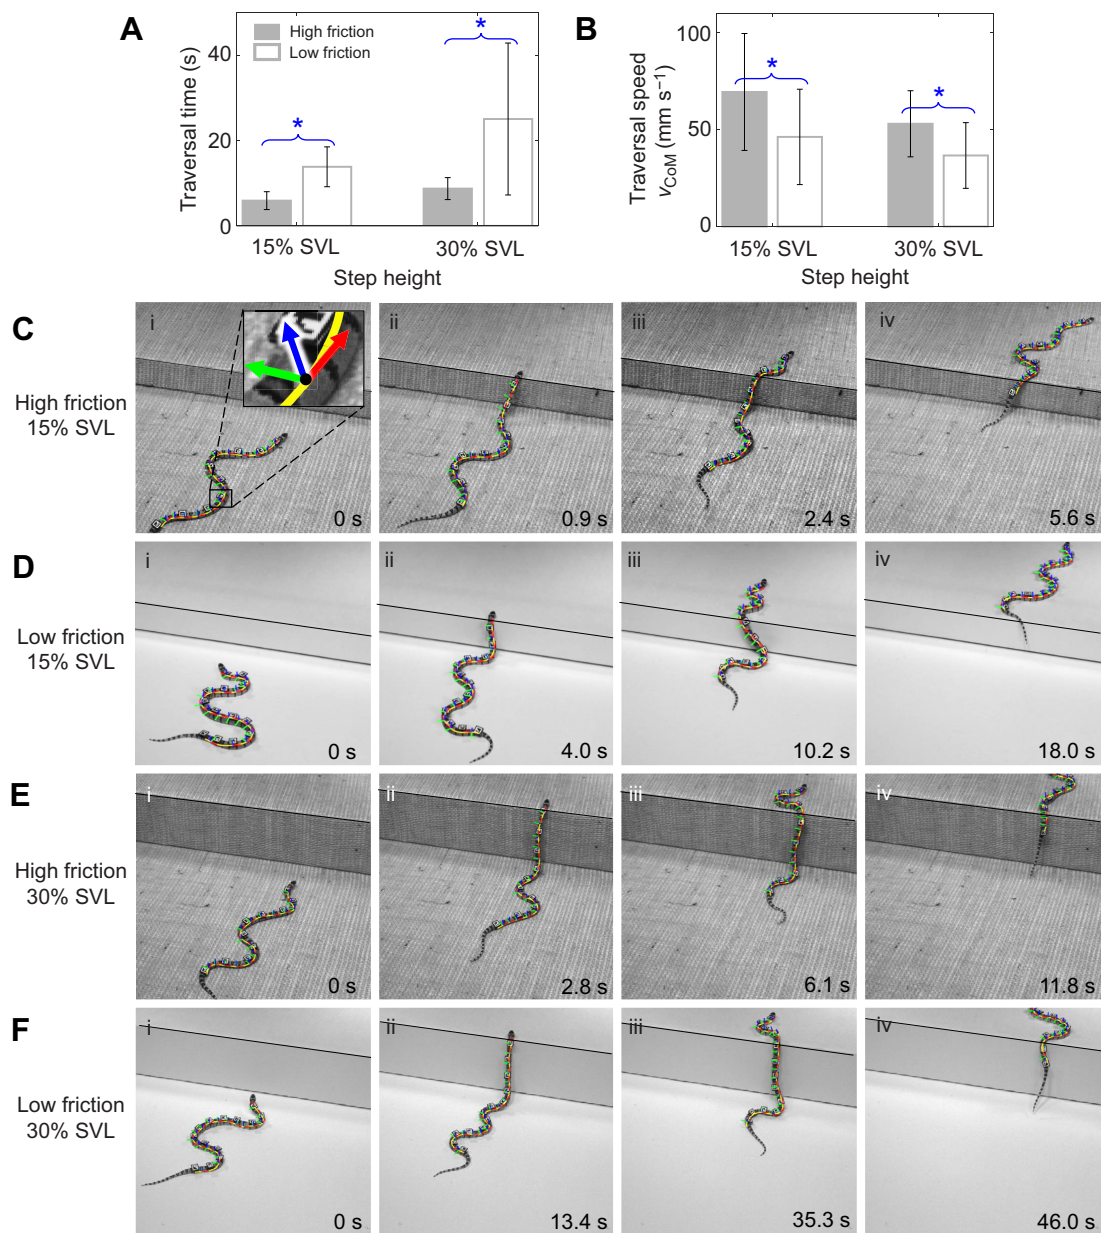 A
Traversal time (s)
40
20
0
High friction
Low friction
*
*
15% SVL
30% SVL
Step height
B
Traversal speed
vCoM (mm s−1)
100
50
0
*
*
15% SVL
30% SVL
Step height
C
High friction
15% SVL
i
0 s
ii
0.9 s
iii
2.4 s
iv
5.6 s
D
Low friction
15% SVL
i
0 s
ii
4.0 s
iii
10.2 s
iv
18.0 s
E
High friction
30% SVL
i
0 s
ii
2.8 s
iii
6.1 s
iv
11.8 s
F
Low friction
30% SVL
i
0 s
ii
13.4 s
iii
35.3 s
iv
46.0 s